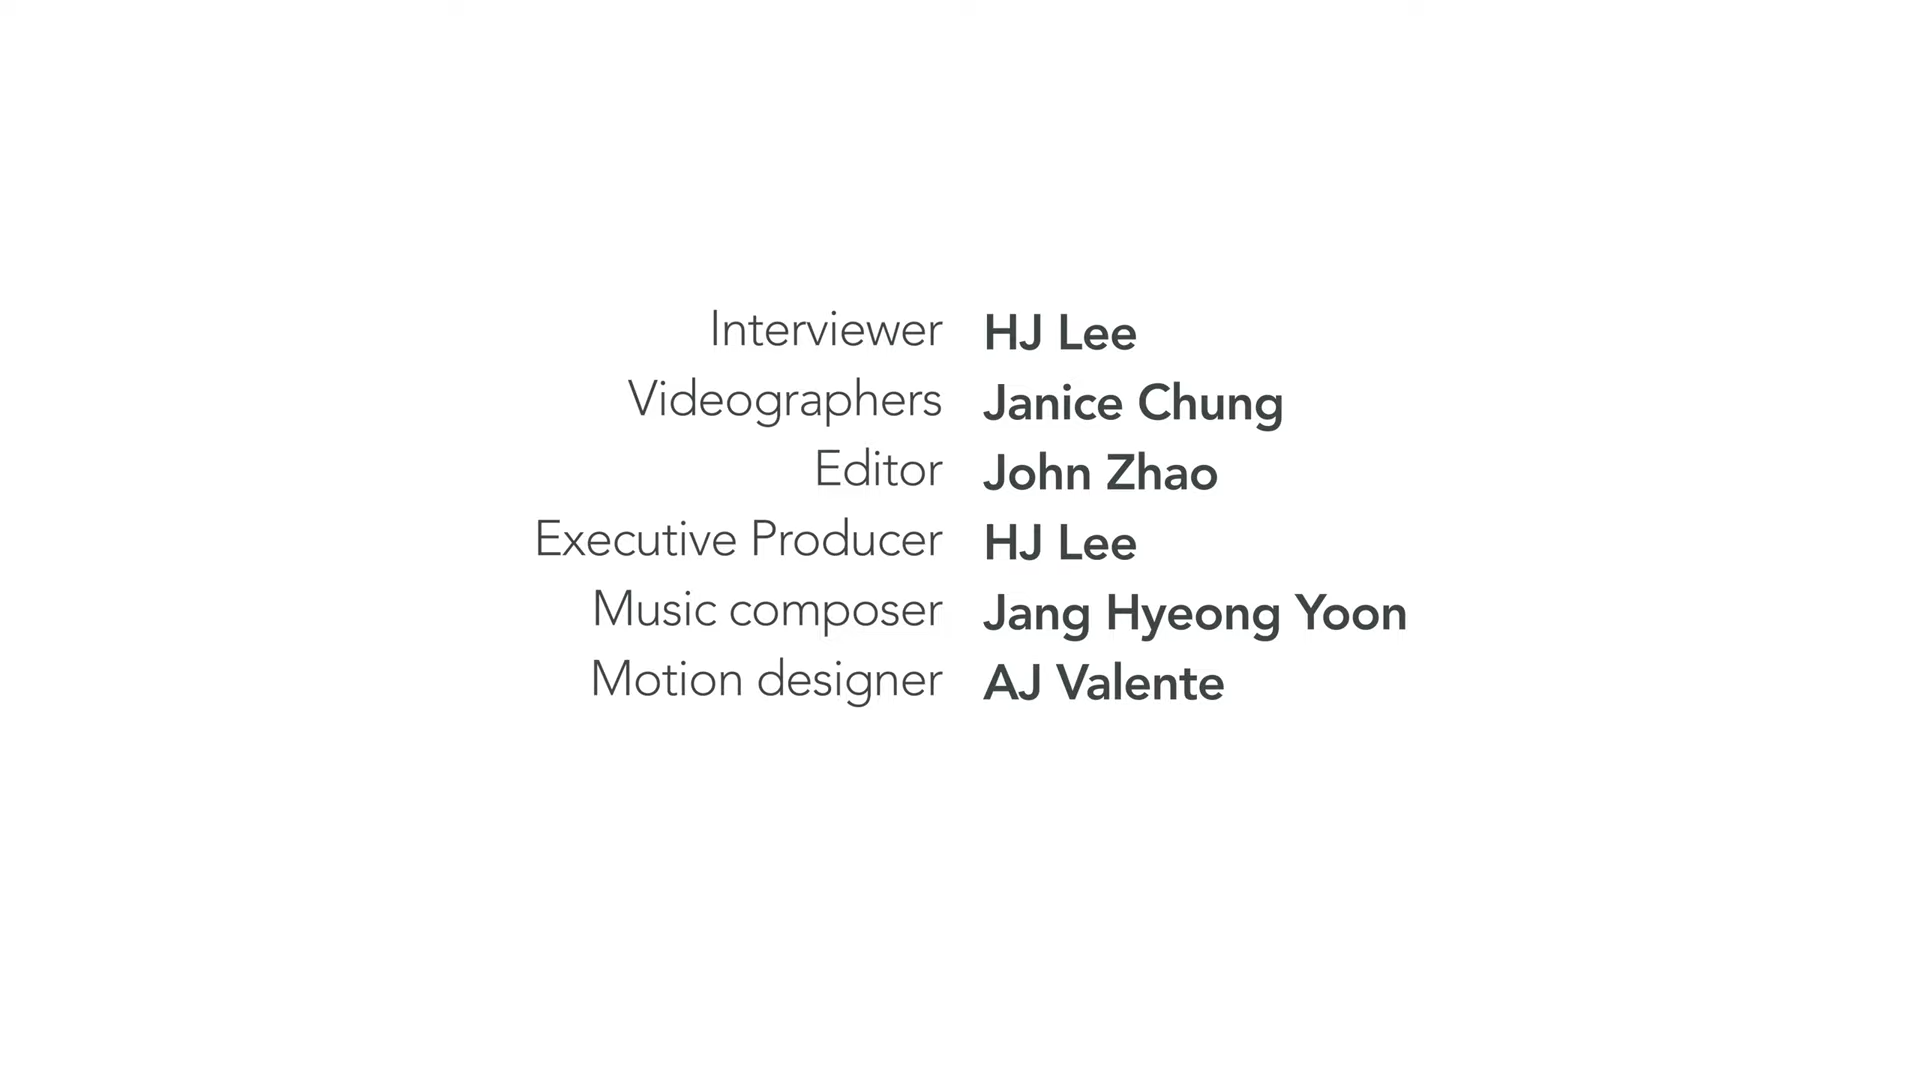 Interviewer HJ Lee
Videographers Janice Chung
Editor John Zhao
Executive Producer HJ Lee
Music composer Jang Hyeong Yoon
Motion designer AJ Valente